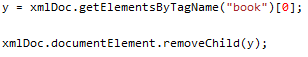 y = xmlDoc.getElementsByTagName("book")[0];
xmlDoc.documentElement.removeChild(y);